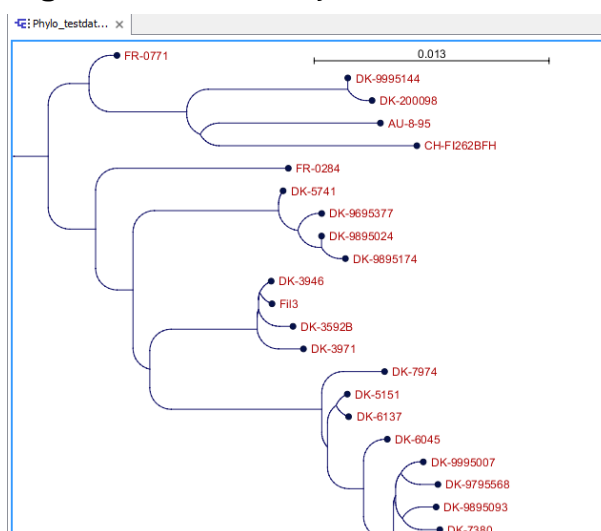 Phylo_testdat...
0.013
FR-0771
DK-9995144
DK-200098
AU-8-95
CH-FI262BFH
FR-0284
DK-5741
DK-9695377
DK-9895024
DK-9895174
DK-3946
Fil3
DK-3592B
DK-3971
DK-7974
DK-5151
DK-6137
DK-6045
DK-9995007
DK-9795568
DK-9895093
DK-7380